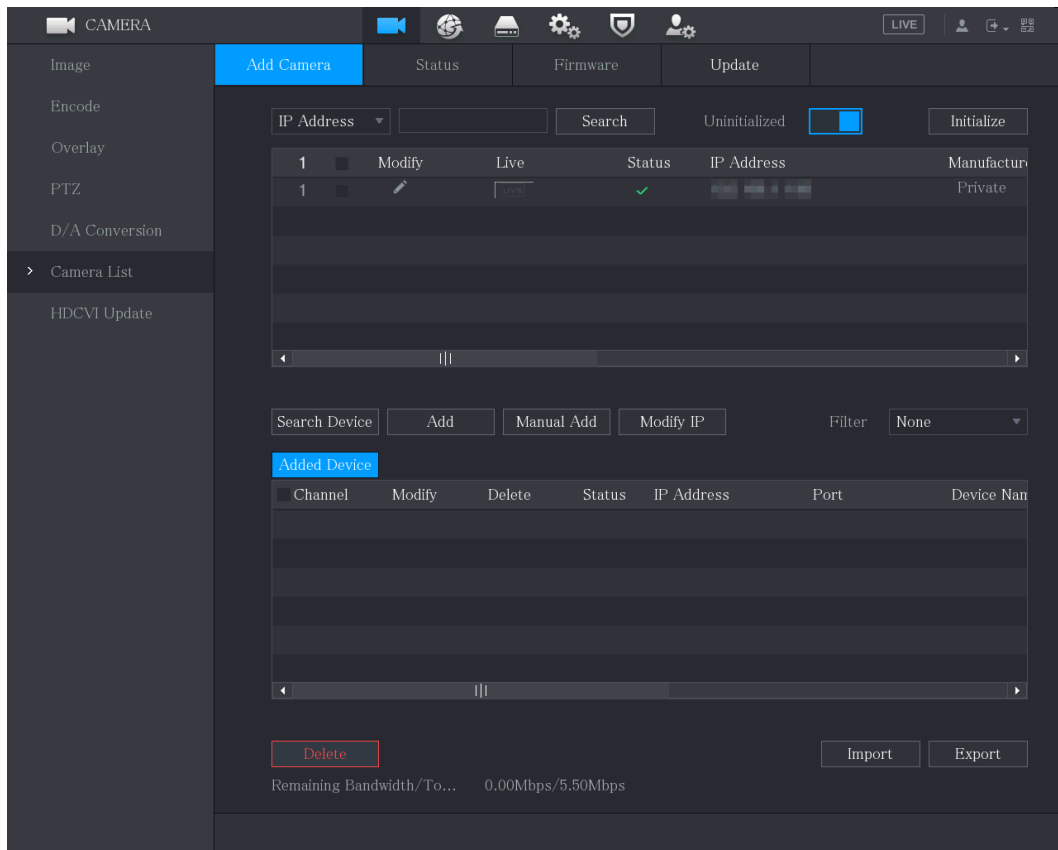 CAMERA
LIVE
Image
Encode
Overlay
PTZ
D/A Conversion
Camera List
HDCVI Update
Add Camera Status Firmware Update
IP Address Search Uninitialized Initialize
1 Modify Live Status IP Address Manufacture
1 LIVE Private
Search Device Add Manual Add Modify IP Filter None
Added Device
Channel Modify Delete Status IP Address Port Device Nam
Delete Import Export
Remaining Bandwidth/To... 0.00Mbps/5.50Mbps